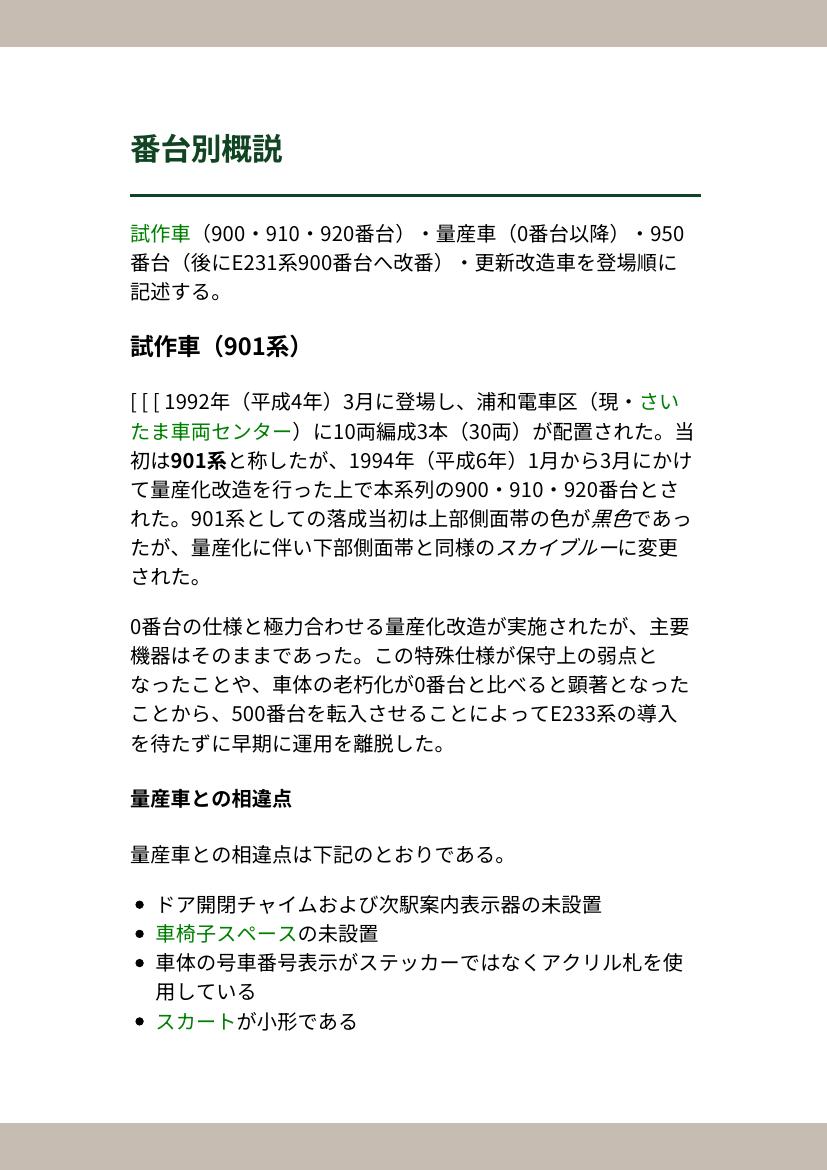 番台別概説
試作車（900・910・920番台）・量産車（0番台以降）・950
番台（後にE231系900番台へ改番）・更新改造車を登場順に
記述する。
試作車（901系）
[ [ [ 1992年（平成4年）3月に登場し、浦和電車区（現・さい
たま車両センター）に10両編成3本（30両）が配置された。当
初は901系と称したが、1994年（平成6年）1月から3月にかけ
て量産化改造を行った上で本系列の900・910・920番台とさ
れた。901系としての落成当初は上部側面帯の色が黒色であっ
たが、量産化に伴い下部側面帯と同様のスカイブルーに変更
された。
0番台の仕様と極力合わせる量産化改造が実施されたが、主要
機器はそのままであった。この特殊仕様が保守上の弱点と
なったことや、車体の老朽化が0番台と比べると顕著となった
ことから、500番台を転入させることによってE233系の導入
を待たずに早期に運用を離脱した。
量産車との相違点
量産車との相違点は下記のとおりである。
● ドア開閉チャイムおよび次駅案内表示器の未設置
● 車椅子スペースの未設置
● 車体の号車番号表示がステッカーではなくアクリル札を使
用している
● スカートが小形である